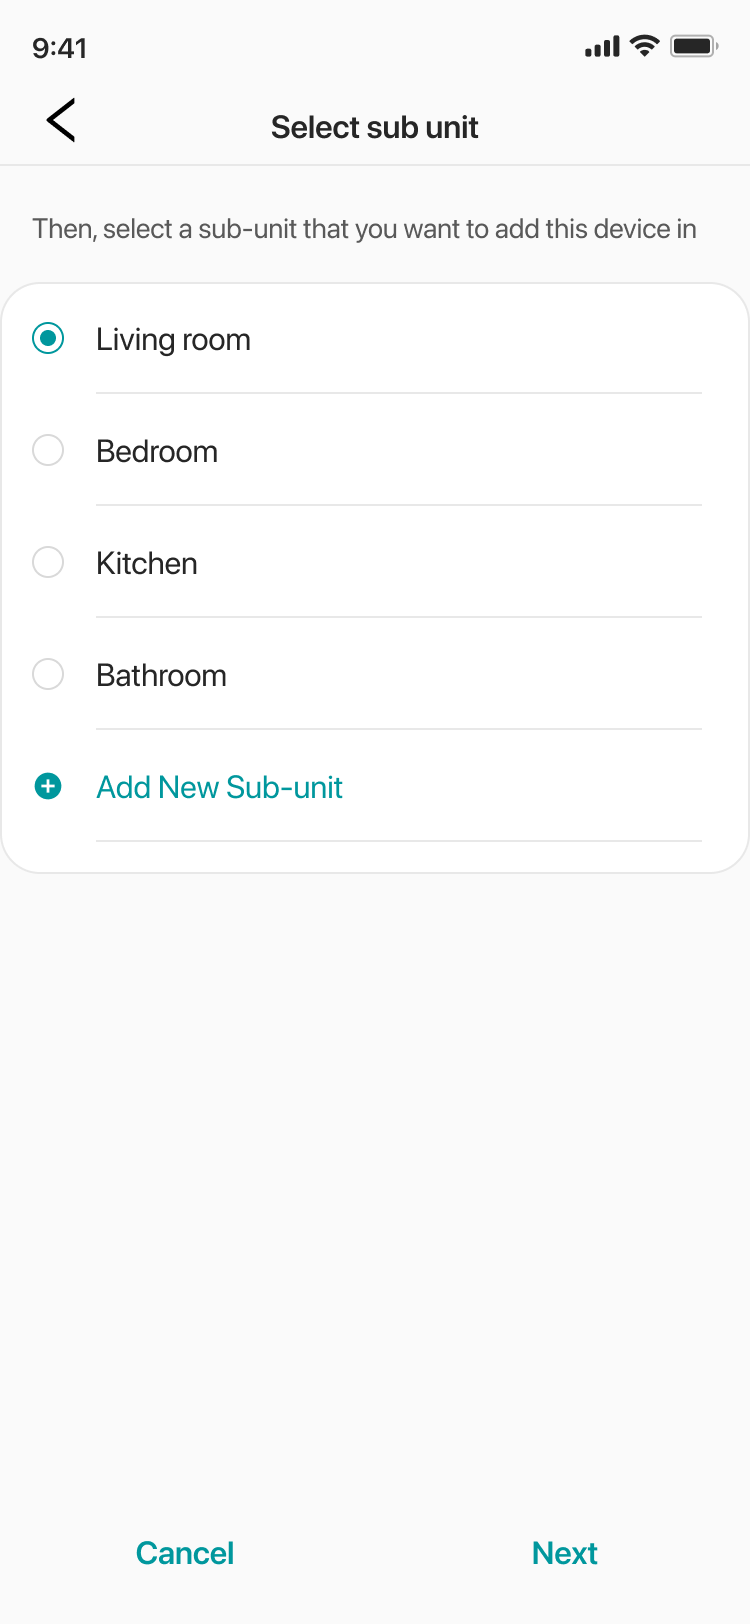 9:41
Select sub unit
Then, select a sub-unit that you want to add this device in
Living room
Bedroom
Kitchen
Bathroom
Add New Sub-unit
Cancel
Next